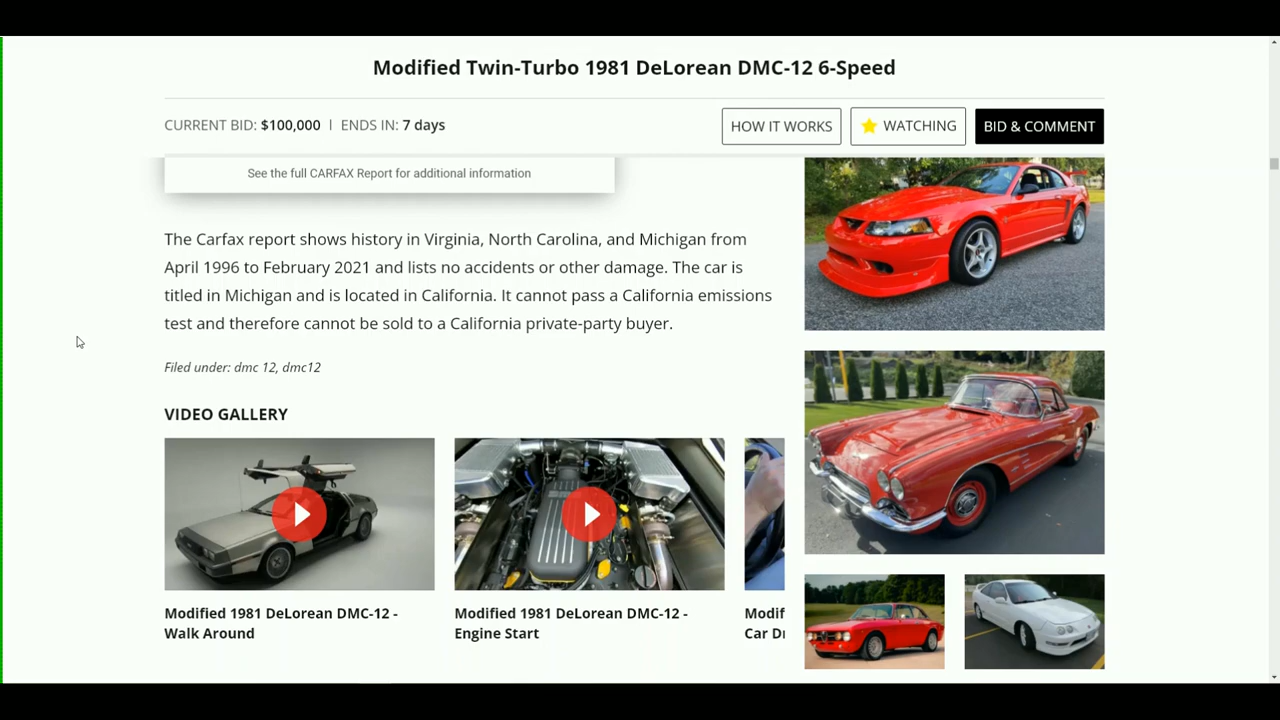 Modified Twin-Turbo 1981 DeLorean DMC-12 6-Speed
CURRENT BID: $100,000 | ENDS IN: 7 days
HOW IT WORKS
WATCHING
BID & COMMENT
See the full CARFAX Report for additional information
The Carfax report shows history in Virginia, North Carolina, and Michigan from
April 1996 to February 2021 and lists no accidents or other damage. The car is
titled in Michigan and is located in California. It cannot pass a California emissions
test and therefore cannot be sold to a California private-party buyer.
Filed under: dmc 12, dmc12
VIDEO GALLERY
Modified 1981 DeLorean DMC-12 -
Walk Around
Modified 1981 DeLorean DMC-12 -
Engine Start
Modif
Car Dr